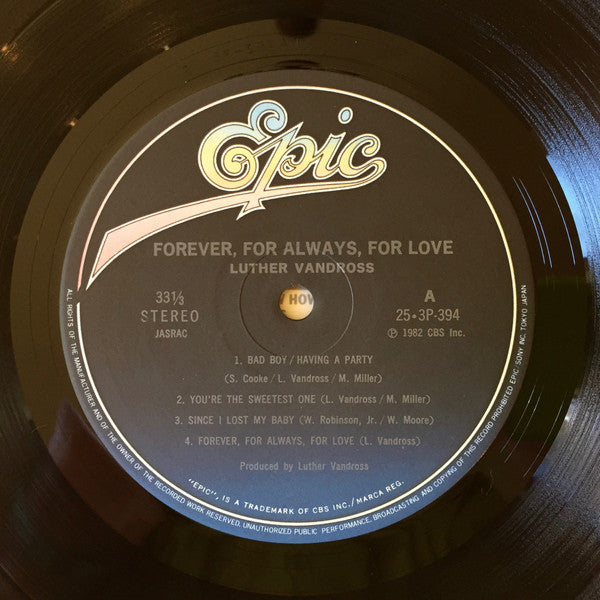 Epic
FOREVER, FOR ALWAYS, FOR LOVE
LUTHER VANDROSS
33⅓
STEREO
JASRAC
HOW
A
25•3P-394
℗ 1982 CBS Inc.
1. BAD BOY/HAVING A PARTY
(S. Cooke/L. Vandross/M. Miller)
2. YOU'RE THE SWEETEST ONE (L. Vandross/M. Miller)
3. SINCE I LOST MY BABY (W. Robinson, Jr./W. Moore)
4. FOREVER, FOR ALWAYS, FOR LOVE (L. Vandross)
Produced by Luther Vandross
"EPIC", IS A TRADEMARK OF CBS INC./MARCA REG.
ALL RIGHTS OF THE MANUFACTURER AND OF THE OWNER OF THE RECORDED WORK RESERVED. UNAUTHORIZED PUBLIC PERFORMANCE, BROADCASTING AND COPYING OF THIS RECORD PROHIBITED EPIC/SONY INC. TOKYO JAPAN